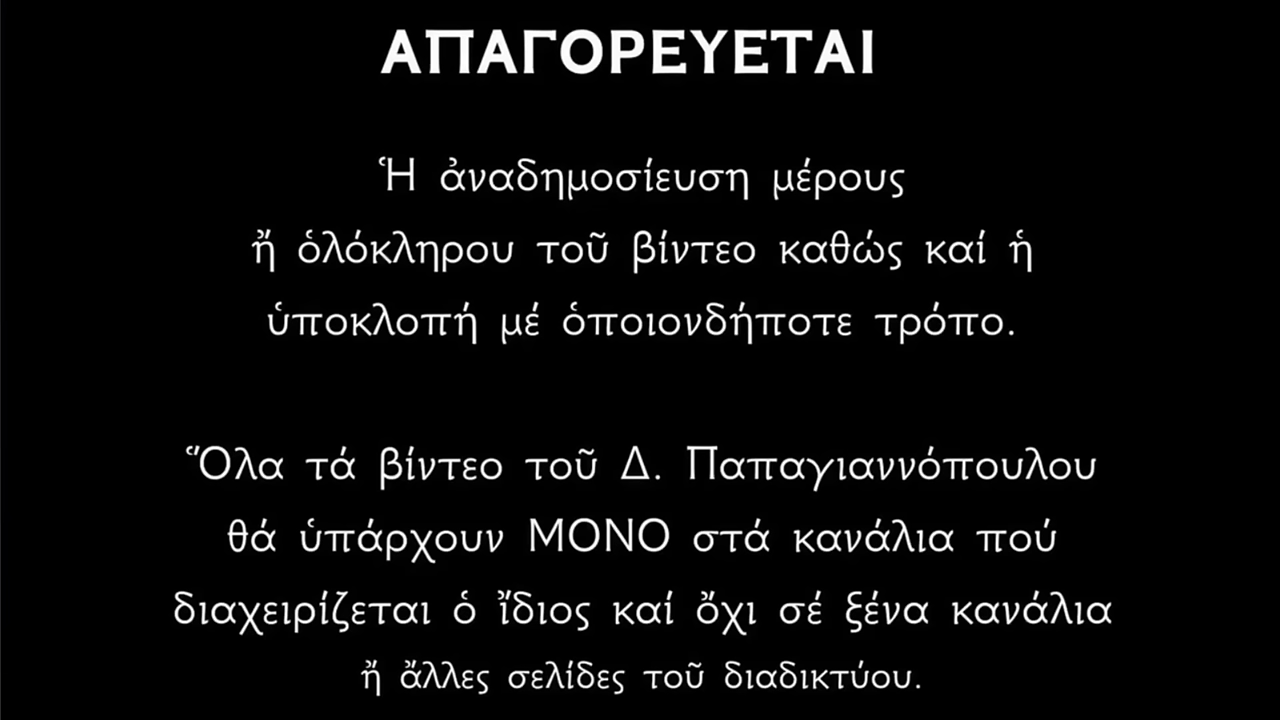 ΑΠΑΓΟΡΕΥΕΤΑΙ
Ἡ ἀναδημοσίευση μέρους
ἤ ὁλόκληρου τοῦ βίντεο καθώς καί ἡ
ὑποκλοπή μέ ὁποιονδήποτε τρόπο.
Ὅλα τά βίντεο τοῦ Δ. Παπαγιαννόπουλου
θά ὑπάρχουν ΜΟΝΟ στά κανάλια πού
διαχειρίζεται ὁ ἴδιος καί ὄχι σέ ξένα κανάλια
ἤ ἄλλες σελίδες τοῦ διαδικτύου.